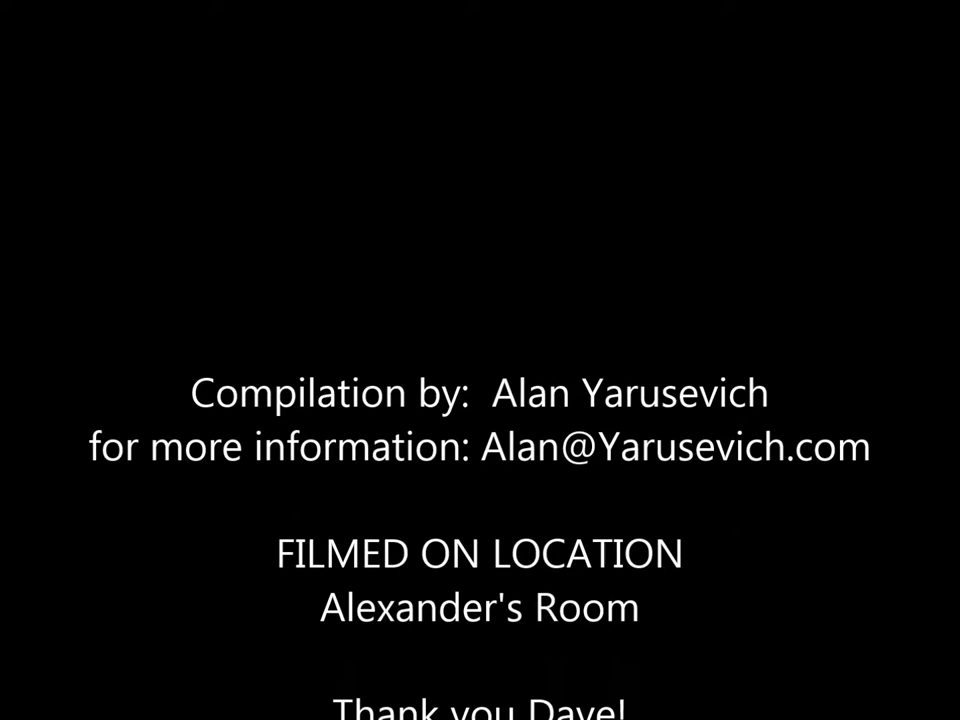 Compilation by:  Alan Yarusevich
for more information: Alan@Yarusevich.com
FILMED ON LOCATION
Alexander's Room
Thank you Dave!